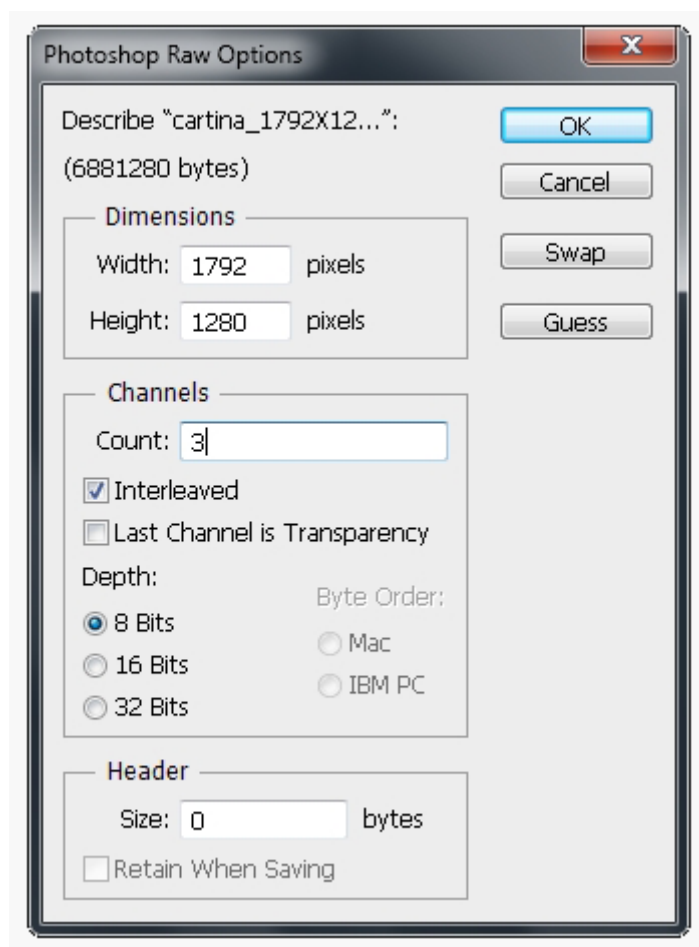 Photoshop Raw Options
Describe “cartina_1792X12...”:
(6881280 bytes)
OK
Cancel
Swap
Guess
Dimensions
Width: 1792 pixels
Height: 1280 pixels
Channels
Count: 3
Interleaved
Last Channel is Transparency
Depth:
8 Bits
16 Bits
32 Bits
Byte Order:
Mac
IBM PC
Header
Size: 0 bytes
Retain When Saving